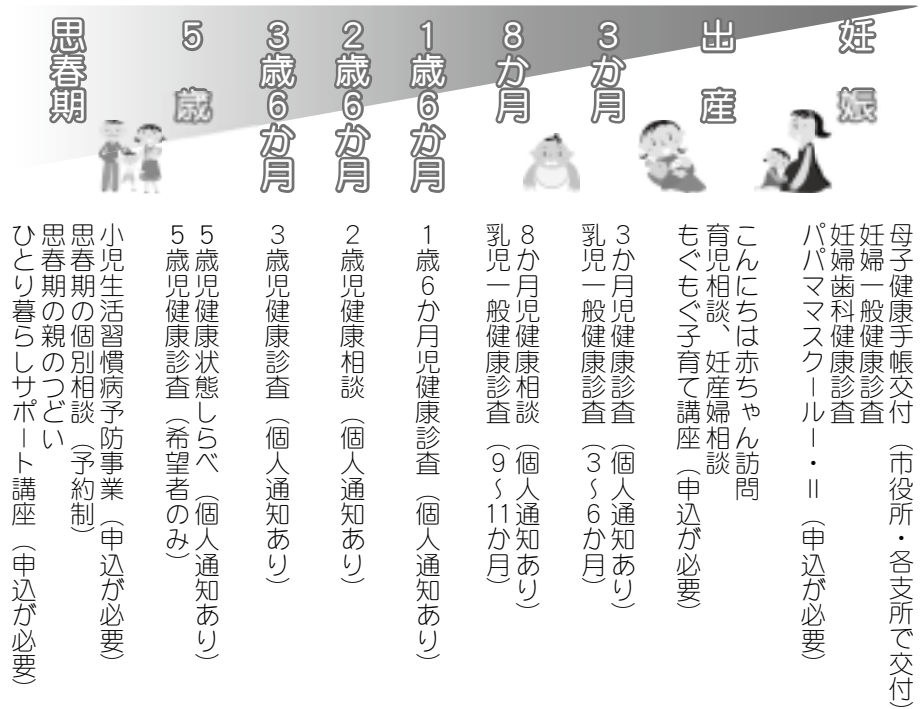 妊娠
出産
3か月
8か月
1歳6か月
2歳6か月
3歳6か月
5歳
思春期
母子健康手帳交付（市役所・各支所で交付）
妊婦一般健康診査
妊婦歯科健康診査
パパママスクールⅠ・Ⅱ（申込が必要）
こんにちは赤ちゃん訪問
育児相談、妊産婦相談
もぐもぐ子育て講座（申込が必要）
3か月児健康診査（個人通知あり）
乳児一般健康診査（3～6か月）
8か月児健康相談（個人通知あり）
乳児一般健康診査（9～11か月）
1歳6か月児健康診査（個人通知あり）
2歳児健康相談（個人通知あり）
3歳児健康診査（個人通知あり）
5歳児健康状態しらべ（個人通知あり）
5歳児健康診査（希望者のみ）
小児生活習慣病予防事業（申込が必要）
思春期の個別相談（予約制）
思春期の親のつどい
ひとり暮らしサポート講座（申込が必要）